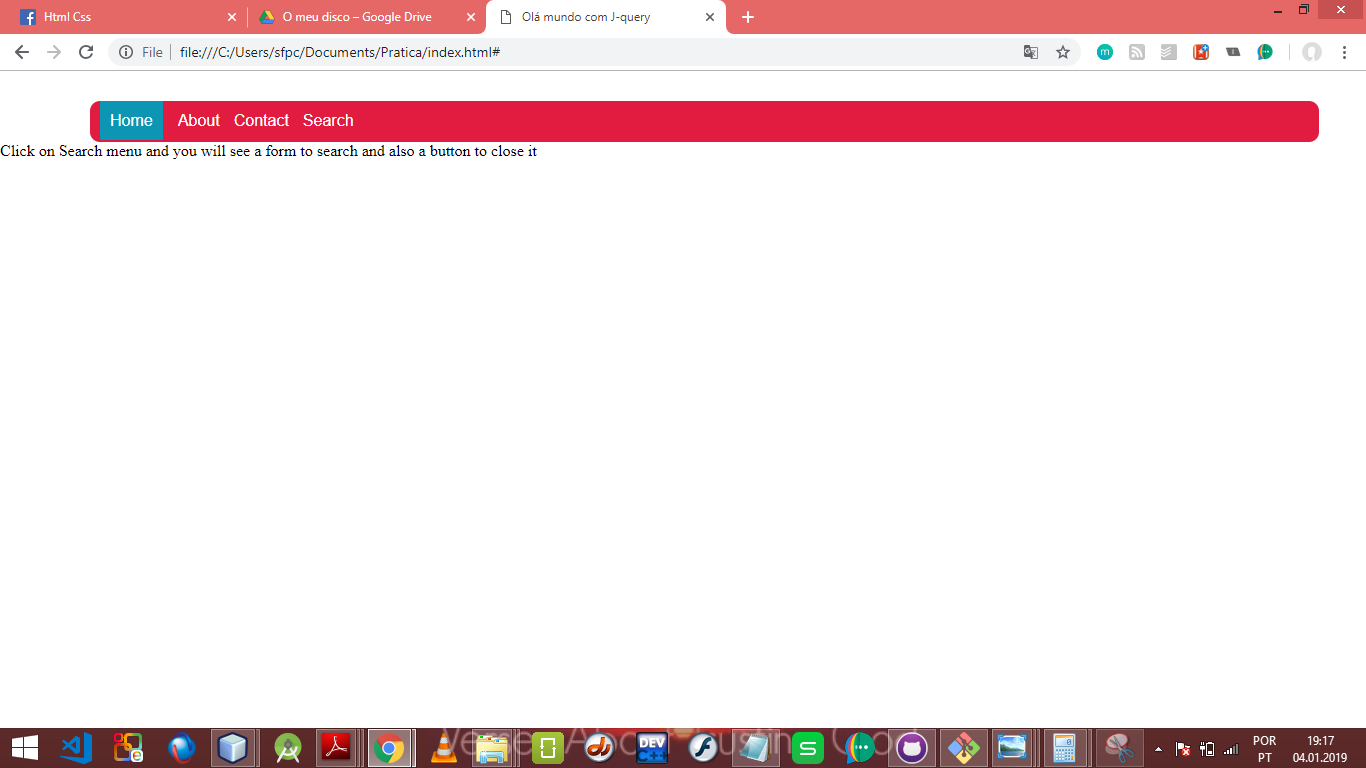 Html Css
O meu disco – Google Drive
Olá mundo com J-query
File
file:///C:/Users/sfpc/Documents/Pratica/index.html#
Home About Contact Search
Click on Search menu and you will see a form to search and also a button to close it
POR
PT
19:17
04.01.2019